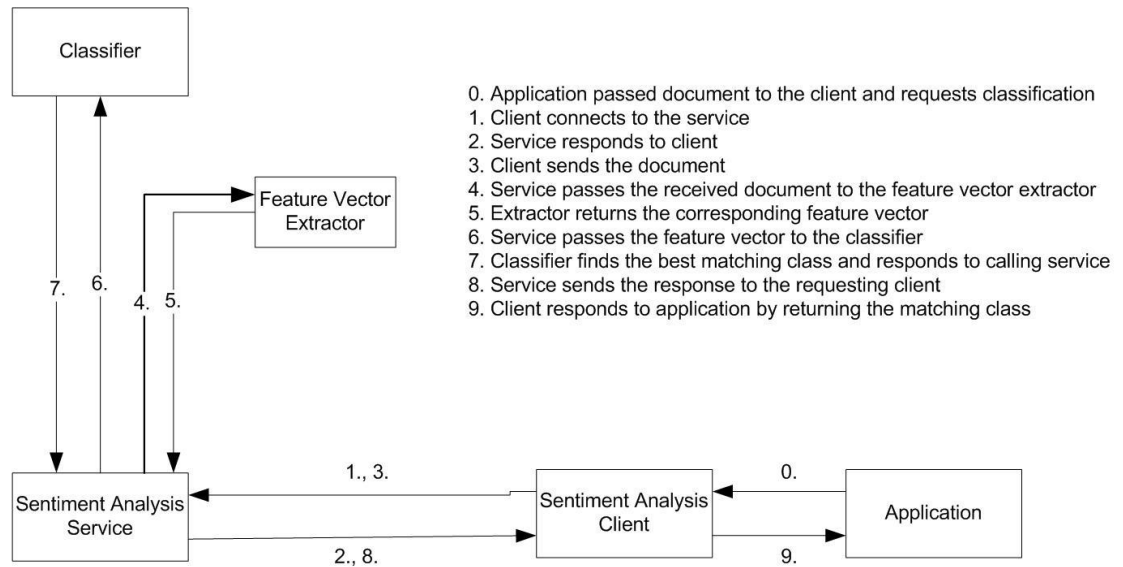 Classifier
0. Application passed document to the client and requests classification
1. Client connects to the service
2. Service responds to client
3. Client sends the document
4. Service passes the received document to the feature vector extractor
5. Extractor returns the corresponding feature vector
6. Service passes the feature vector to the classifier
7. Classifier finds the best matching class and responds to calling service
8. Service sends the response to the requesting client
9. Client responds to application by returning the matching class
Feature Vector
Extractor
7.
6.
4.
5.
1., 3.
0.
Sentiment Analysis
Service
Sentiment Analysis
Client
Application
2., 8.
9.